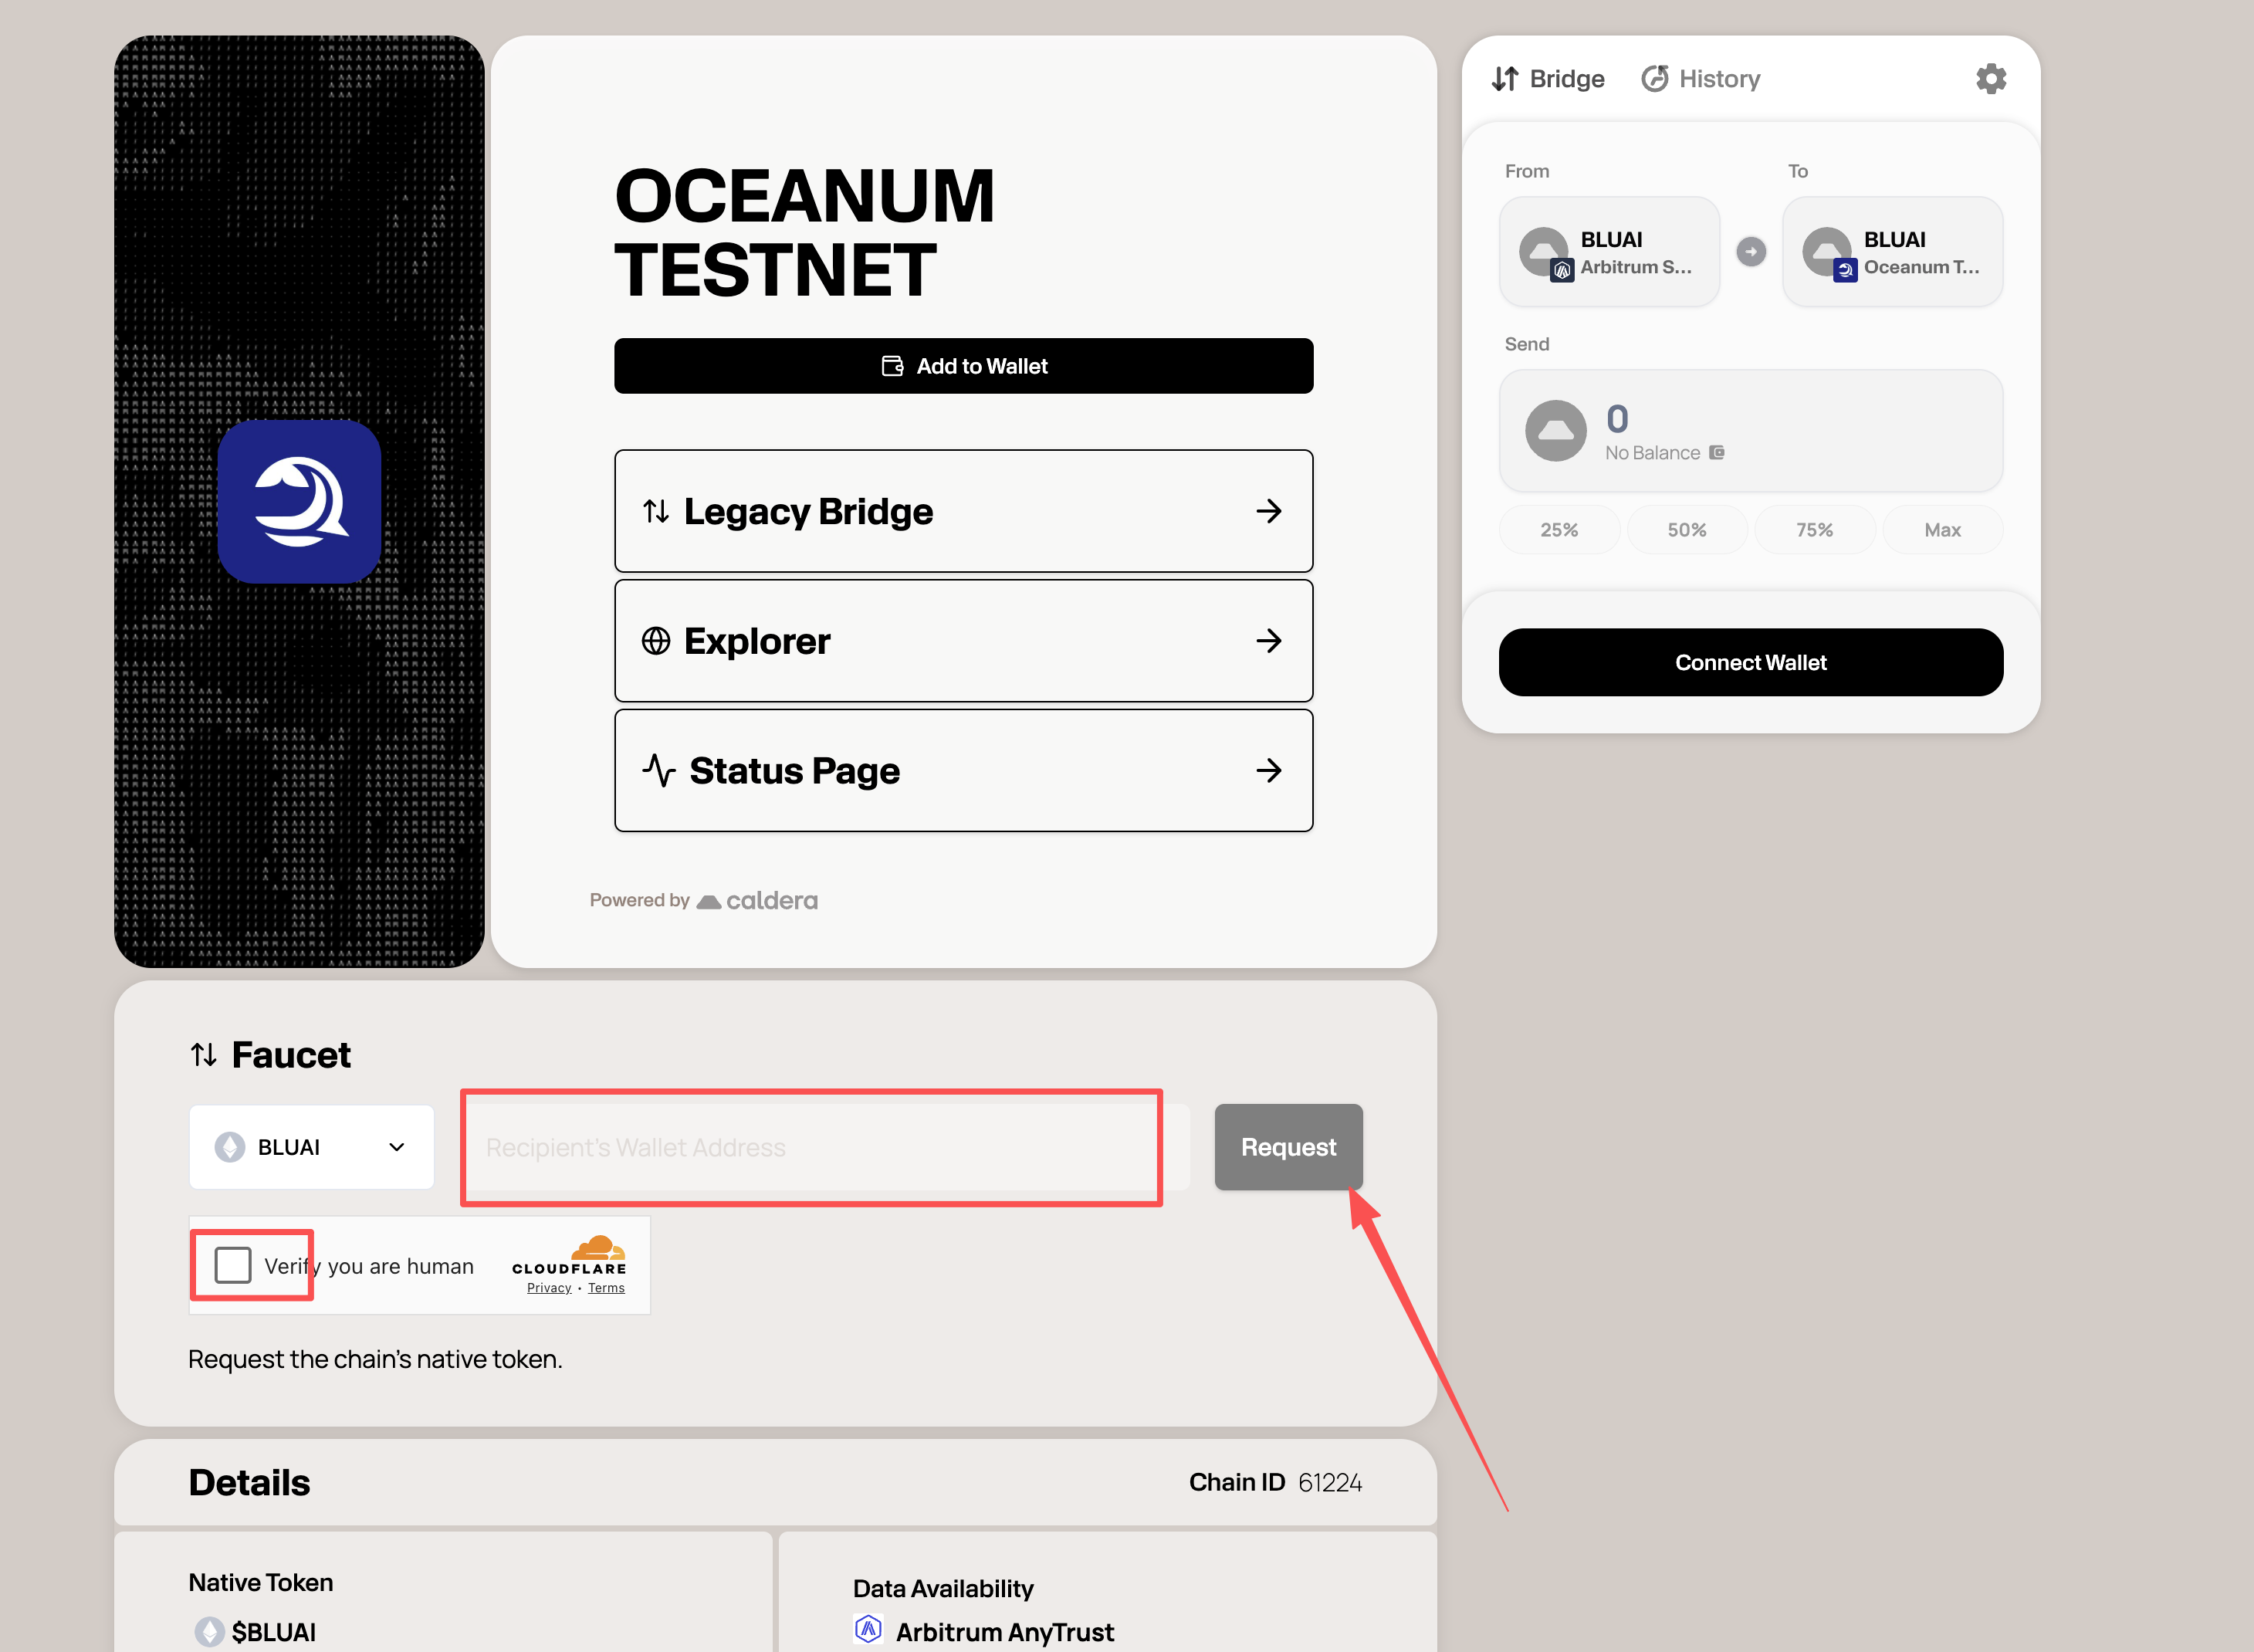 OCEANUM
TESTNET
Add to Wallet
Legacy Bridge
Explorer
Status Page
Powered by caldera
Bridge
History
From
To
BLUAI
Arbitrum S...
BLUAI
Oceanum T...
Send
0
No Balance
25%
50%
75%
Max
Connect Wallet
Faucet
BLUAI
Recipient's Wallet Address
Request
Verify you are human
CLOUDFLARE
Privacy • Terms
Request the chain's native token.
Details
Chain ID 61224
Native Token
$BLUAI
Data Availability
Arbitrum AnyTrust